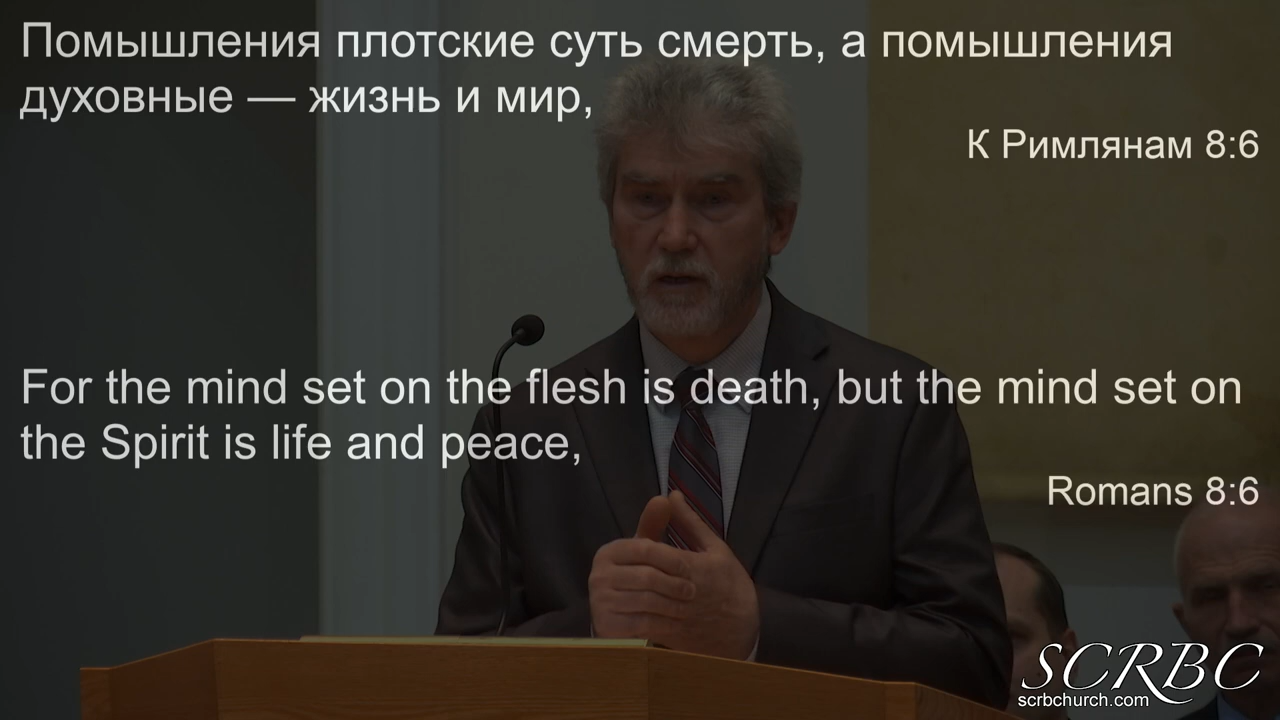 Помышления плотские суть смерть, а помышления
духовные — жизнь и мир,
К Римлянам 8:6
For the mind set on the flesh is death, but the mind set on
the Spirit is life and peace,
Romans 8:6
SCRBC
scrbchurch.com